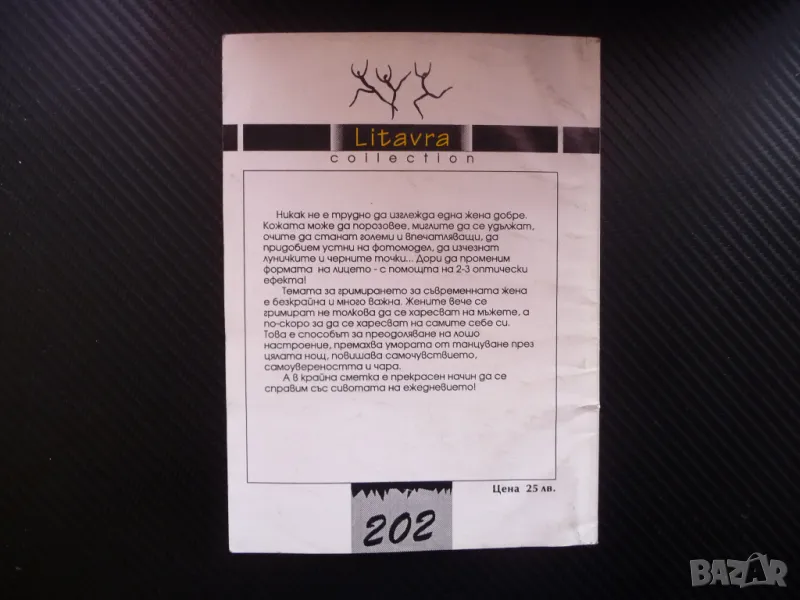 Litavra
collection
Никак не е трудно да изглежда една жена добре.
Кожата може да порозовее, миглите да се удължат,
очите да станат големи и впечатляващи, да
придобием устни на фотомодел, да изчезнат
луничките и черните точки... Дори да променим
формата на лицето - с помощта на 2-3 оптически
ефекта!
Темата за гримирането за съвременната жена
е безкрайна и много важна. Жените вече се
гримират не толкова да се харесват на мъжете, а
по-скоро за да се харесват на самите себе си.
Това е способът за преодоляване на лошо
настроение, премахва умората от танцуване през
цялата нощ, повишава самочувствието,
самоувереността и чара.
А в крайна сметка е прекрасен начин да се
справим със сивотата на ежедневието!
Цена 25 лв.
202
BAZAR
.bg